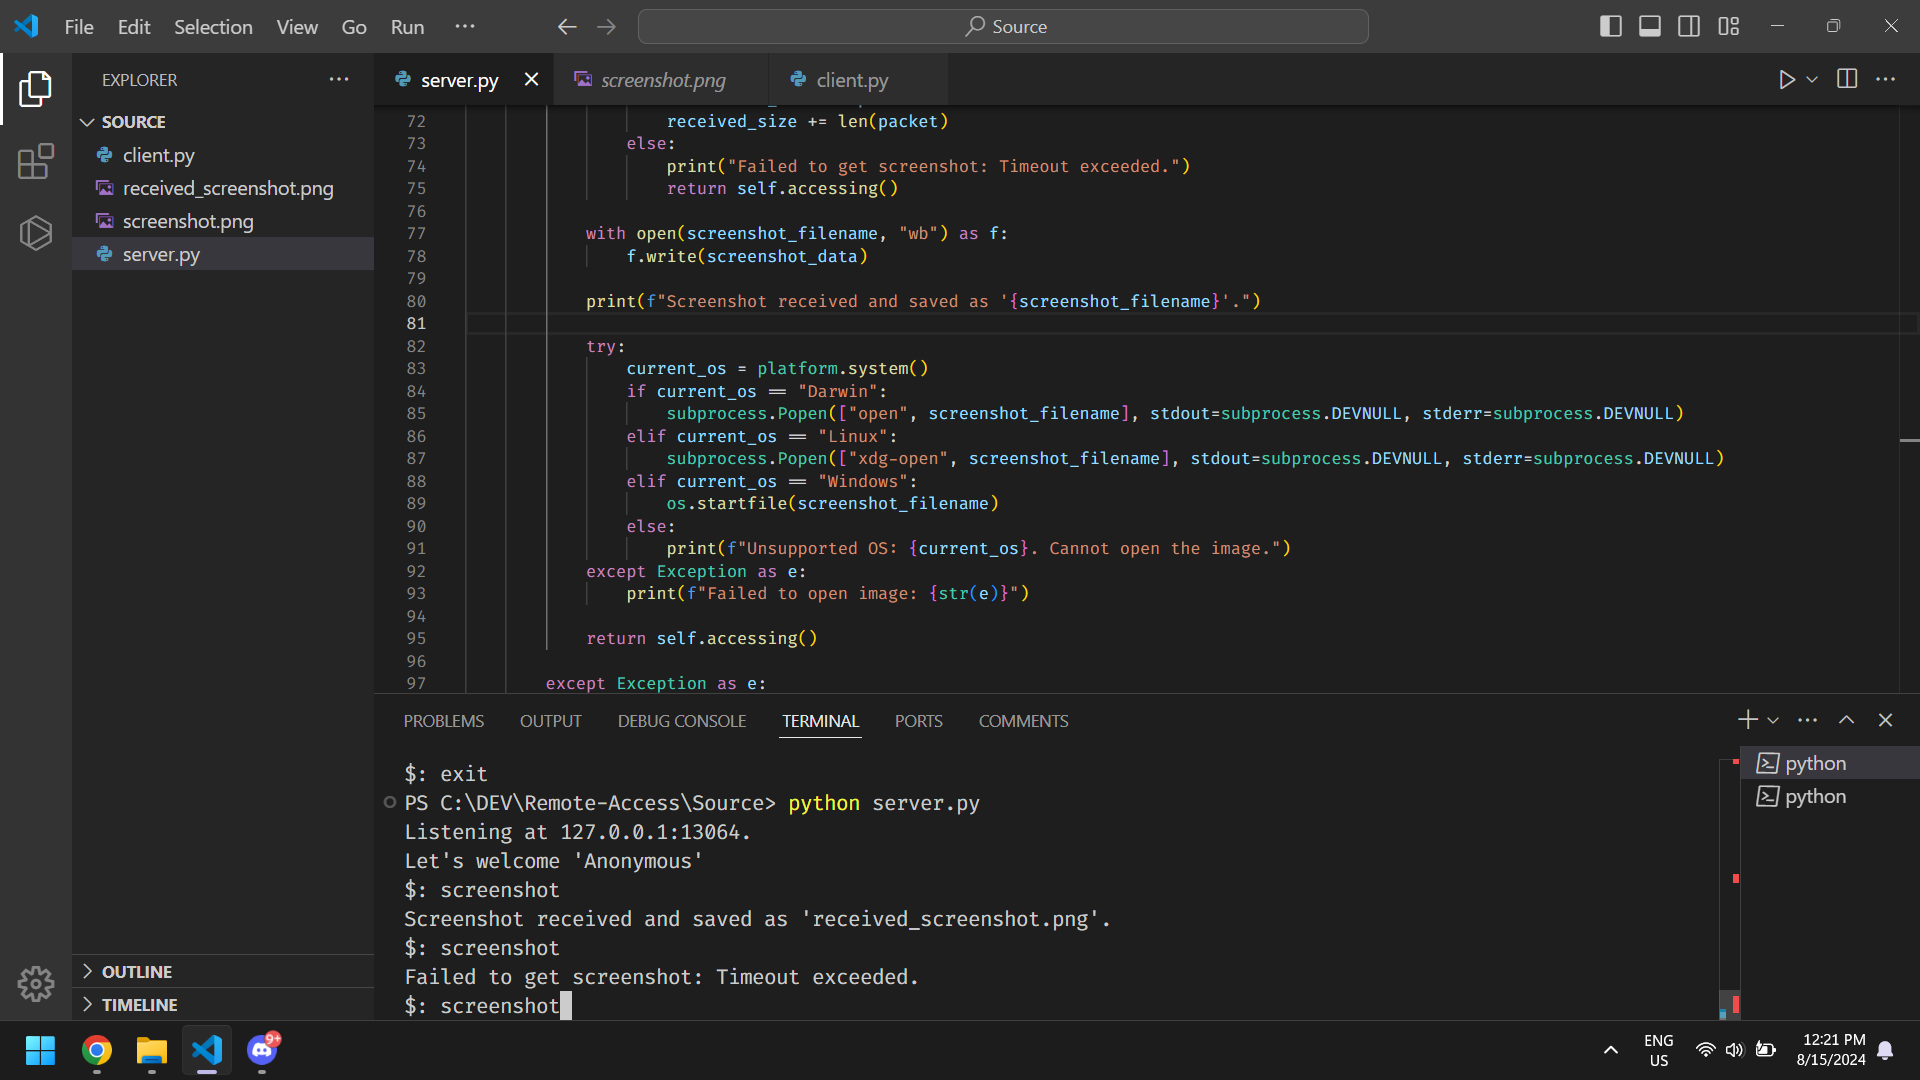 File Edit Selection View Go Run ···
Source
EXPLORER ···
SOURCE
client.py
received_screenshot.png
screenshot.png
server.py
OUTLINE
TIMELINE
server.py
screenshot.png
client.py
72 received_size += len(packet)
73 else:
74 print("Failed to get screenshot: Timeout exceeded.")
75 return self.accessing()
76
77 with open(screenshot_filename, "wb") as f:
78 f.write(screenshot_data)
79
80 print(f"Screenshot received and saved as '{screenshot_filename}'.")
81
82 try:
83 current_os = platform.system()
84 if current_os == "Darwin":
85 subprocess.Popen(["open", screenshot_filename], stdout=subprocess.DEVNULL, stderr=subprocess.DEVNULL)
86 elif current_os == "Linux":
87 subprocess.Popen(["xdg-open", screenshot_filename], stdout=subprocess.DEVNULL, stderr=subprocess.DEVNULL)
88 elif current_os == "Windows":
89 os.startfile(screenshot_filename)
90 else:
91 print(f"Unsupported OS: {current_os}. Cannot open the image.")
92 except Exception as e:
93 print(f"Failed to open image: {str(e)}")
94
95 return self.accessing()
96
97 except Exception as e:
PROBLEMS OUTPUT DEBUG CONSOLE TERMINAL PORTS COMMENTS
$: exit
PS C:\DEV\Remote-Access\Source> python server.py
Listening at 127.0.0.1:13064.
Let's welcome 'Anonymous'
$: screenshot
Screenshot received and saved as 'received_screenshot.png'.
$: screenshot
Failed to get screenshot: Timeout exceeded.
$: screenshot
python
python
9+
ENG
US
12:21 PM
8/15/2024